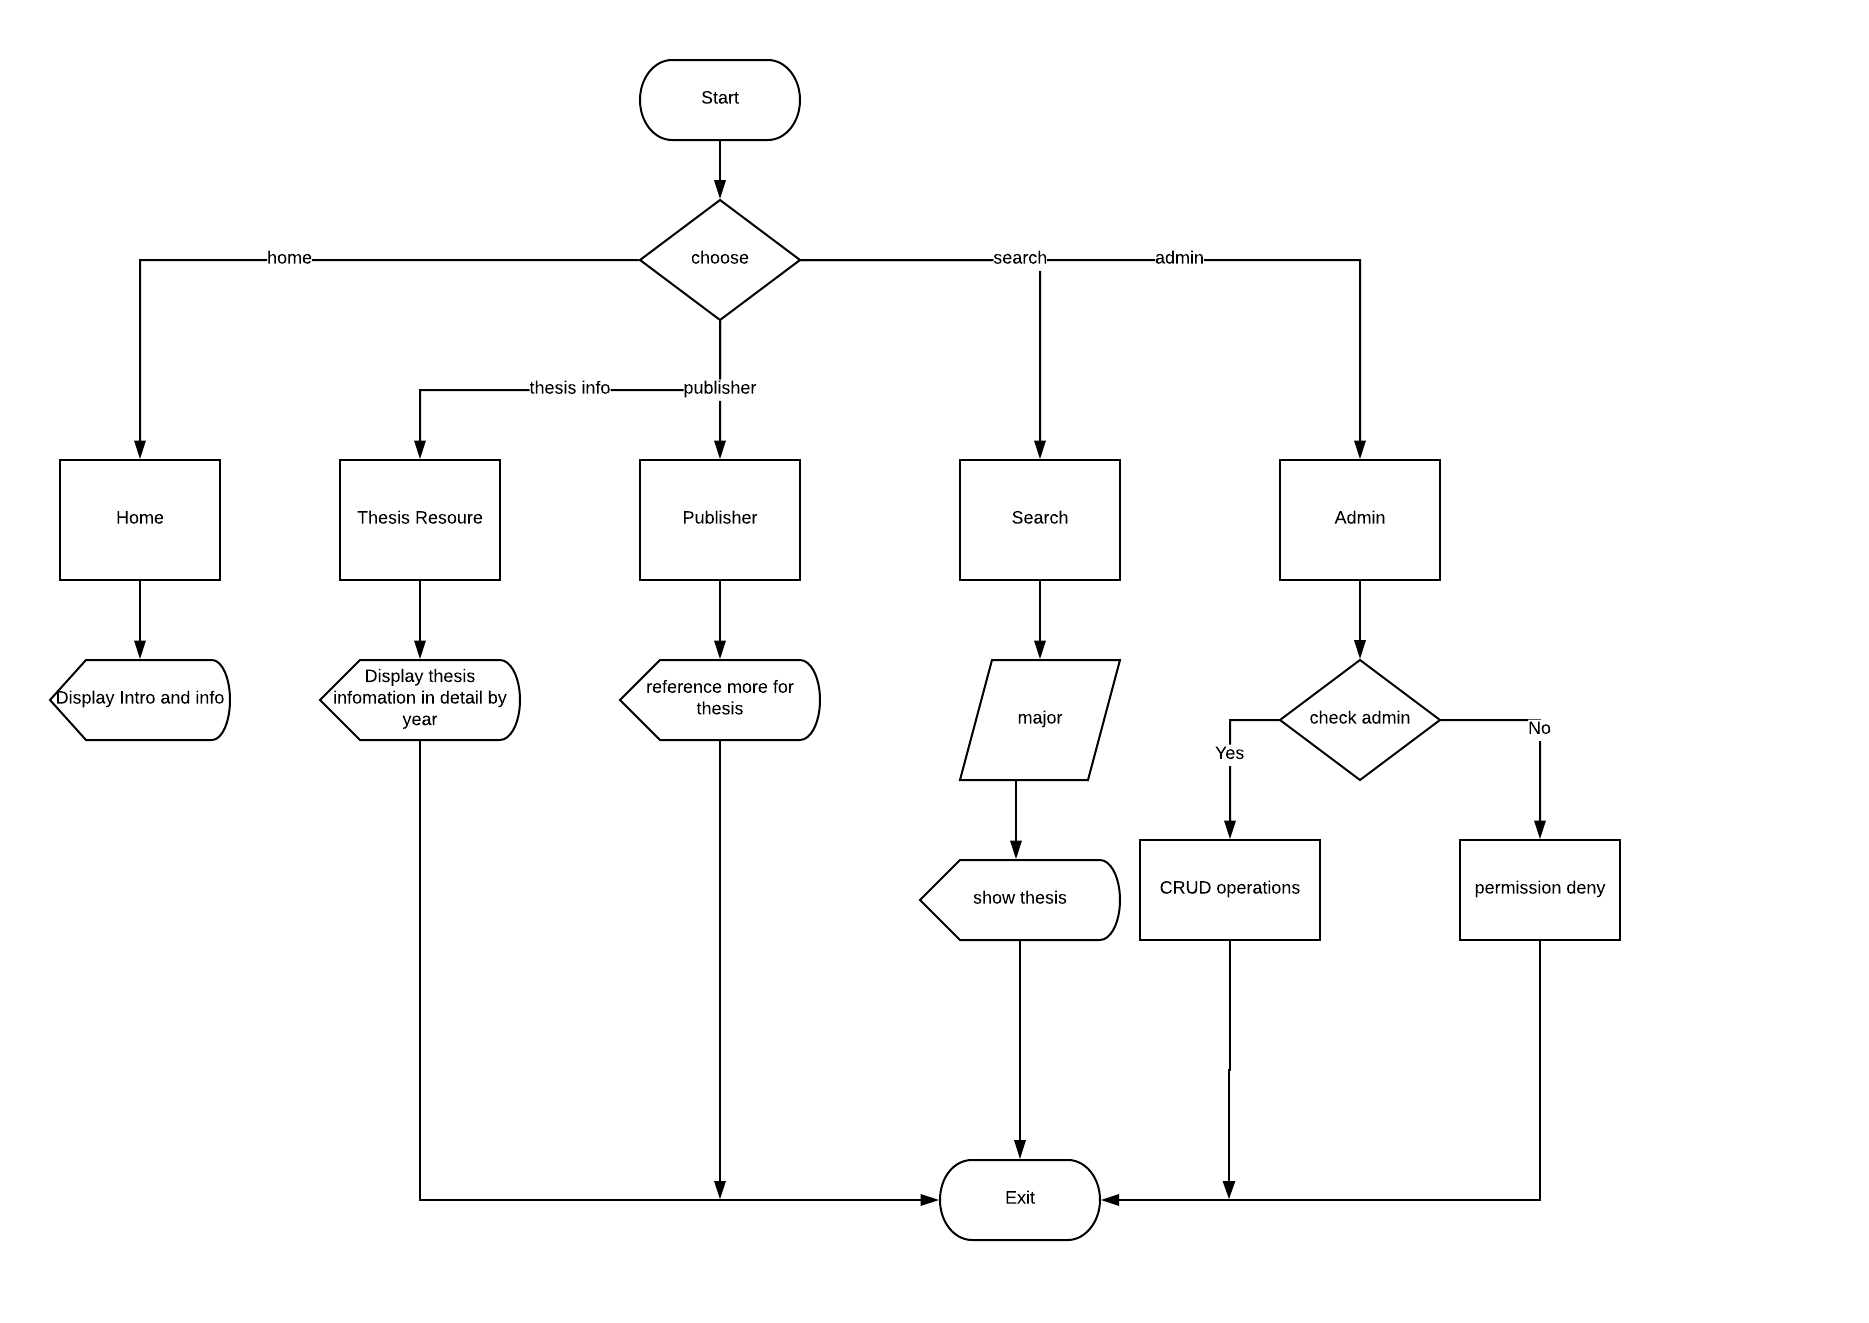 Start
choose
home
search
admin
thesis info
publisher
Home
Thesis Resoure
Publisher
Search
Admin
Display Intro and info
Display thesis
infomation in detail by
year
reference more for
thesis
major
check admin
Yes
No
show thesis
CRUD operations
permission deny
Exit